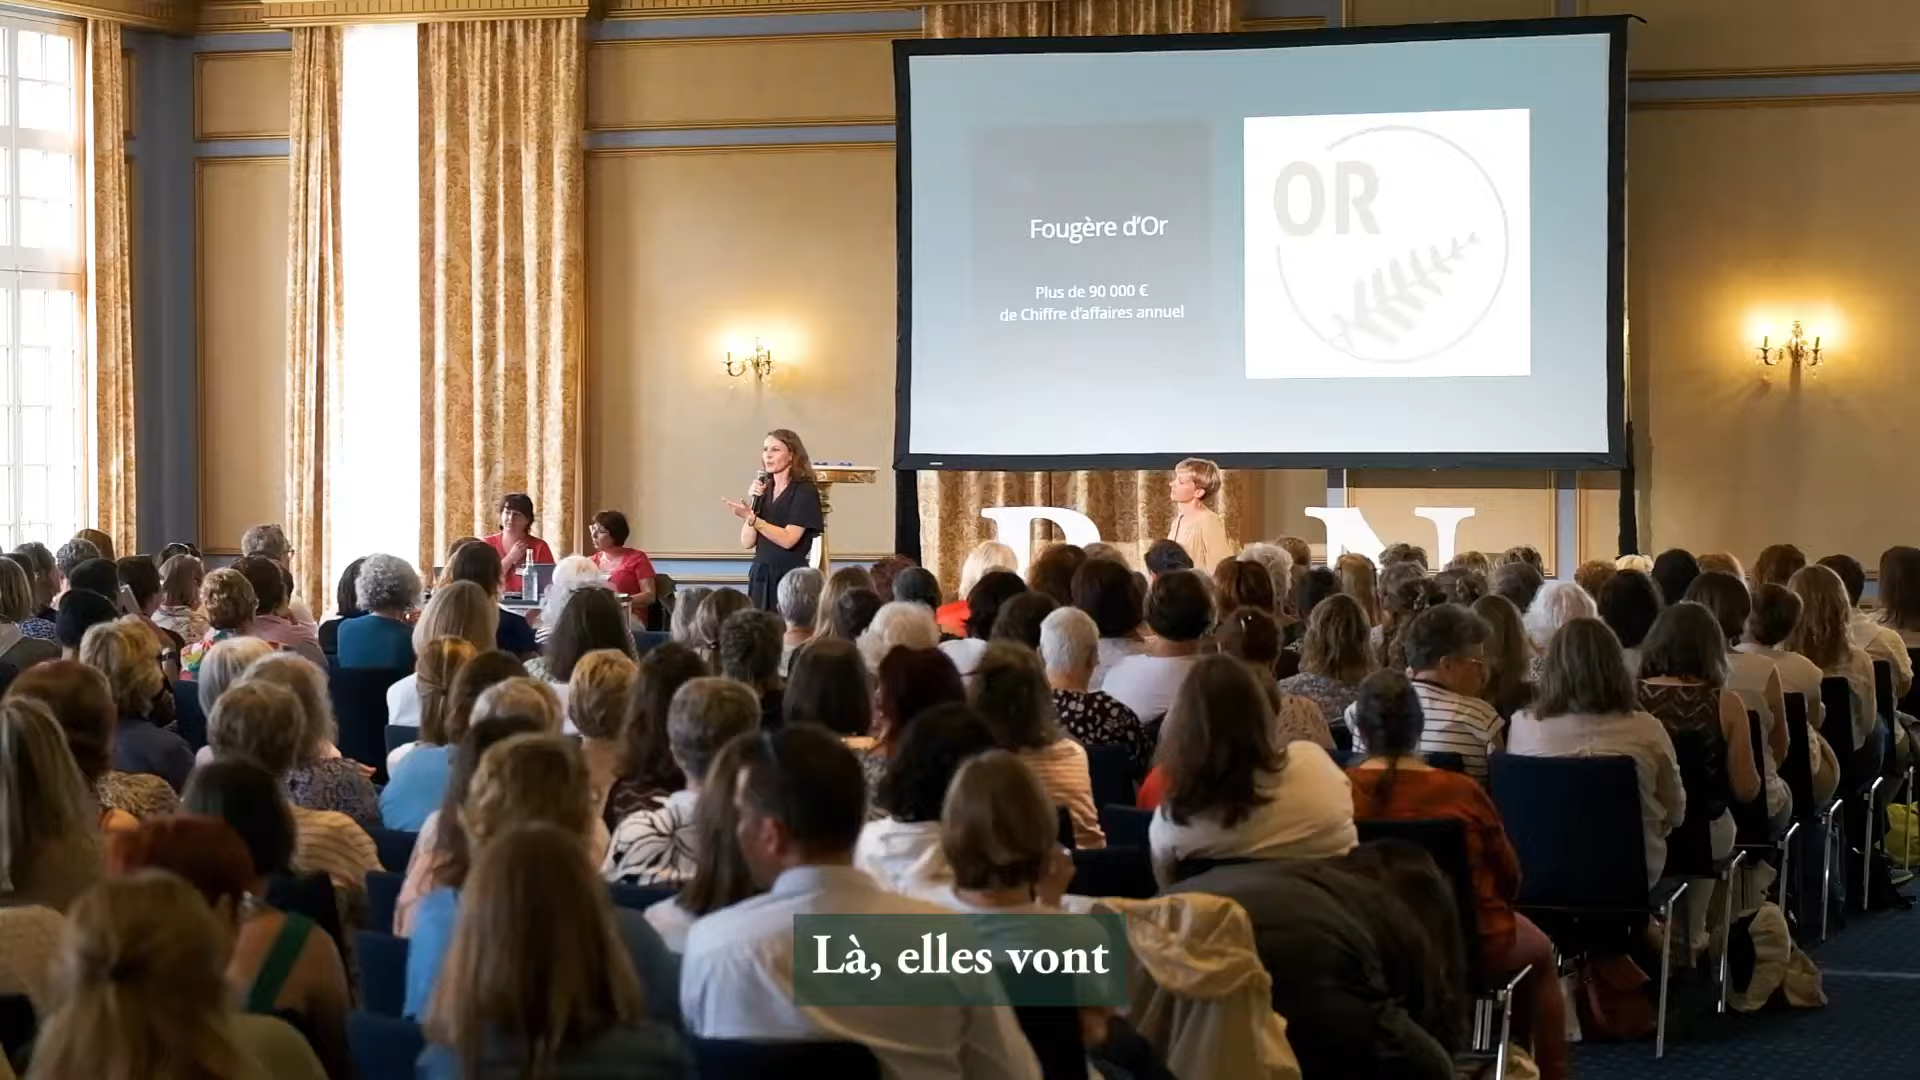 OR
Fougère d'Or
Plus de 90 000 €
de Chiffre d'affaires annuel
Là, elles vont